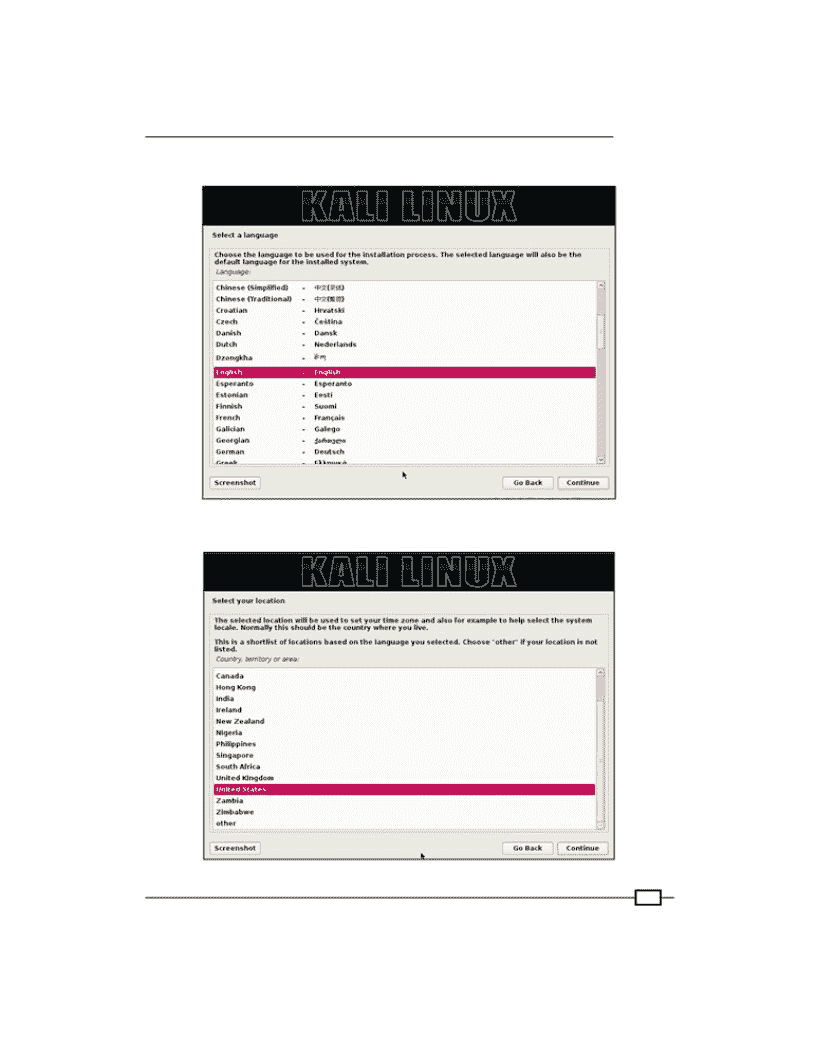 KALI LINUX
Select a language
Choose the language to be used for the installation process. The selected language will also be the
default language for the installed system.
Language:
Chinese (Simplified) - 中文(简体)
Chinese (Traditional) - 中文(繁體)
Croatian - Hrvatski
Czech - Čeština
Danish - Dansk
Dutch - Nederlands
Dzongkha -
English - English
Esperanto - Esperanto
Estonian - Eesti
Finnish - Suomi
French - Français
Galician - Galego
Georgian - ქართული
German - Deutsch
Greek - Ελληνικά
Screenshot Go Back Continue
KALI LINUX
Select your location
The selected location will be used to set your time zone and also for example to help select the system
locale. Normally this should be the country where you live.
This is a shortlist of locations based on the language you selected. Choose "other" if your location is not
listed.
Country, territory or area:
Canada
Hong Kong
India
Ireland
New Zealand
Nigeria
Philippines
Singapore
South Africa
United Kingdom
United States
Zambia
Zimbabwe
other
Screenshot Go Back Continue